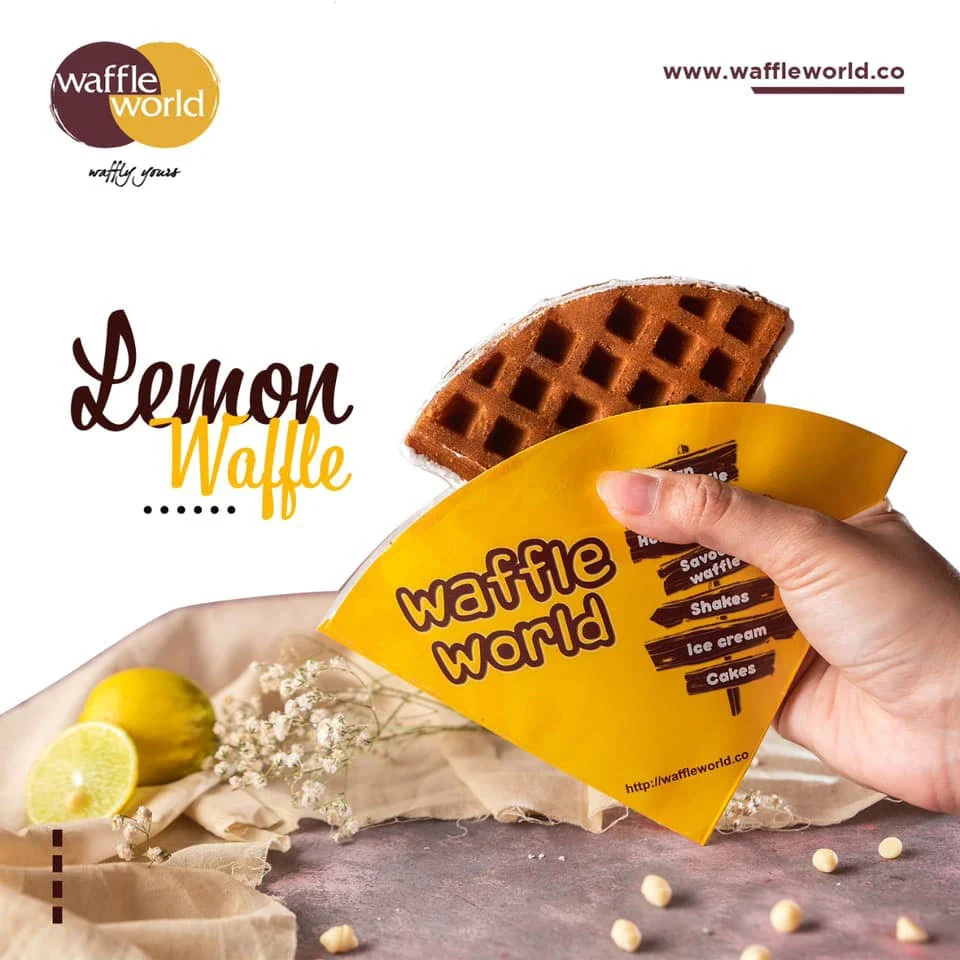 waffle
world
waffly yours
www.waffleworld.co
Lemon
Waffle
waffle
world
waffle
Shakes
Ice cream
Cakes
http://waffleworld.co